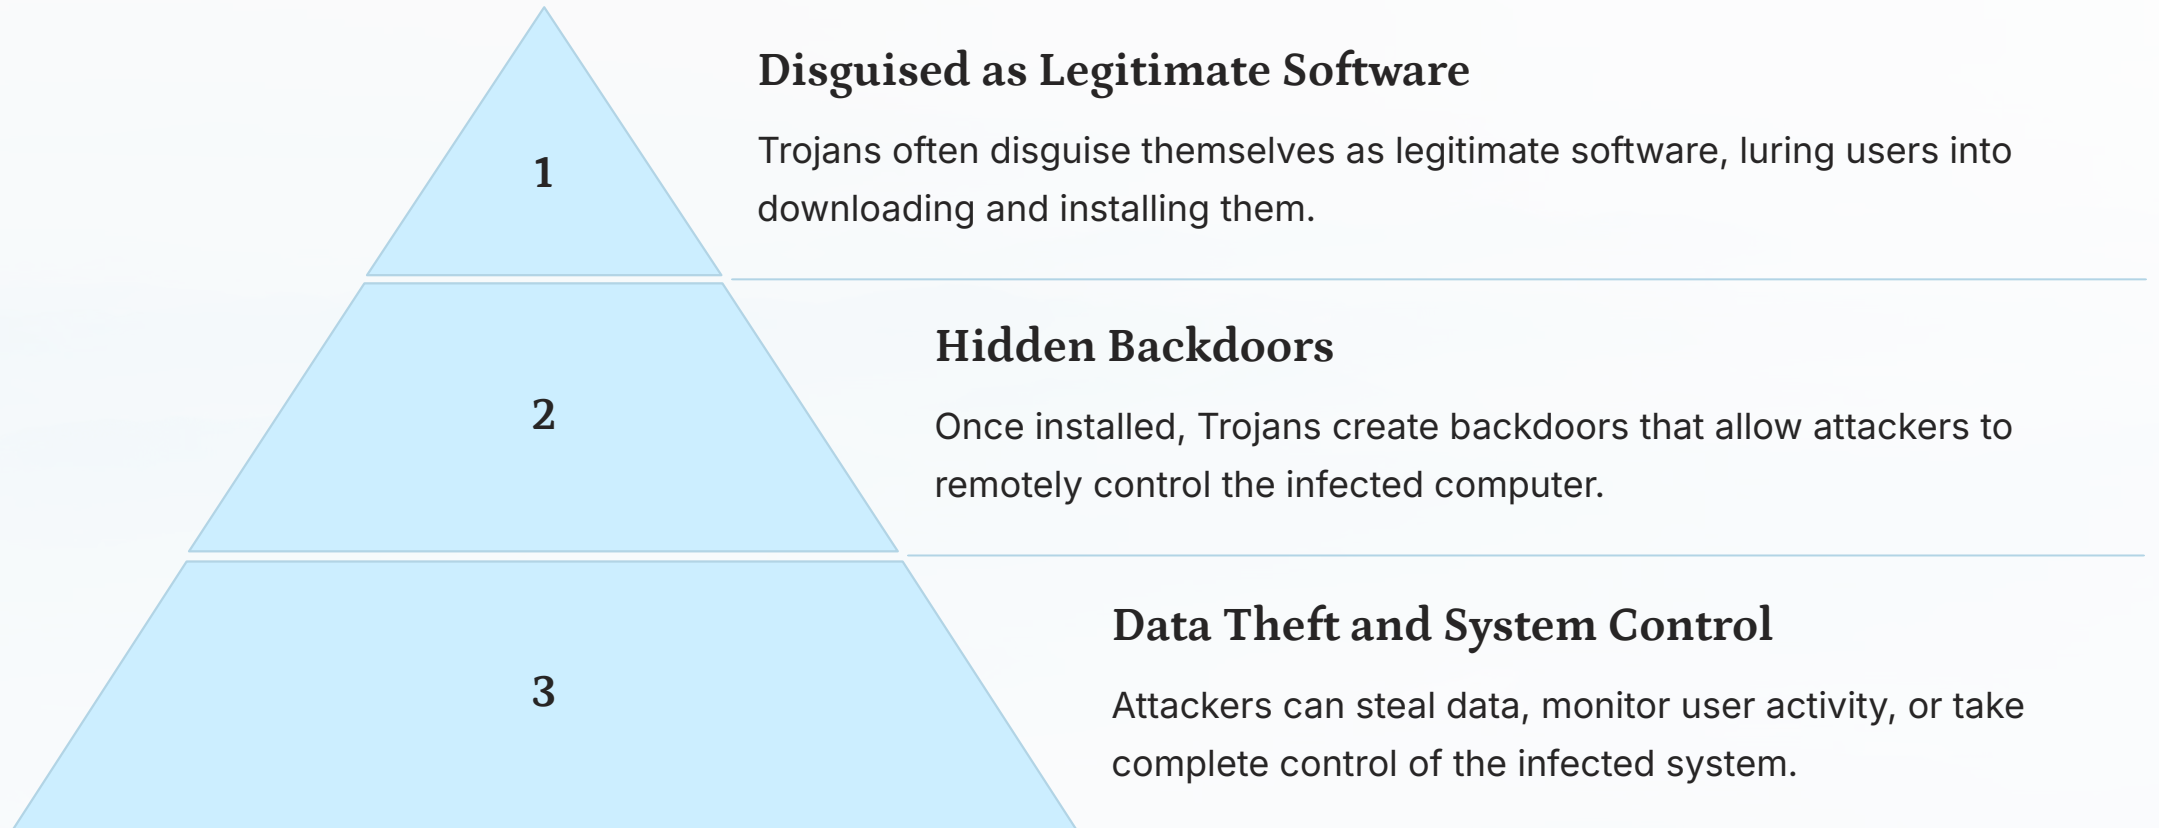 1
Disguised as Legitimate Software
Trojans often disguise themselves as legitimate software, luring users into
downloading and installing them.
2
Hidden Backdoors
Once installed, Trojans create backdoors that allow attackers to
remotely control the infected computer.
3
Data Theft and System Control
Attackers can steal data, monitor user activity, or take
complete control of the infected system.